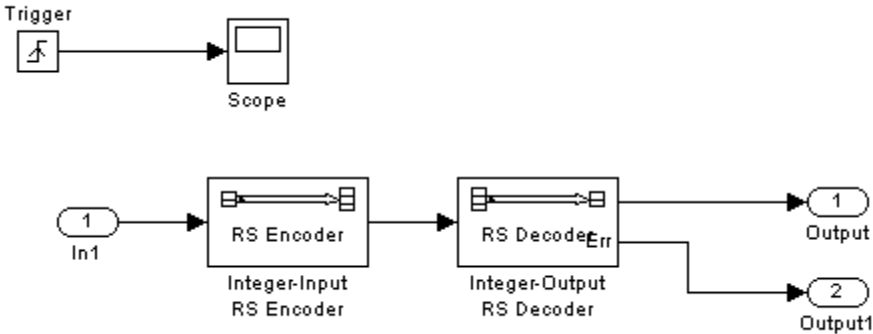 Trigger
Scope
1
In1
RS Encoder
Integer-Input
RS Encoder
RS Decoder
Err
Integer-Output
RS Decoder
1
Output
2
Output1